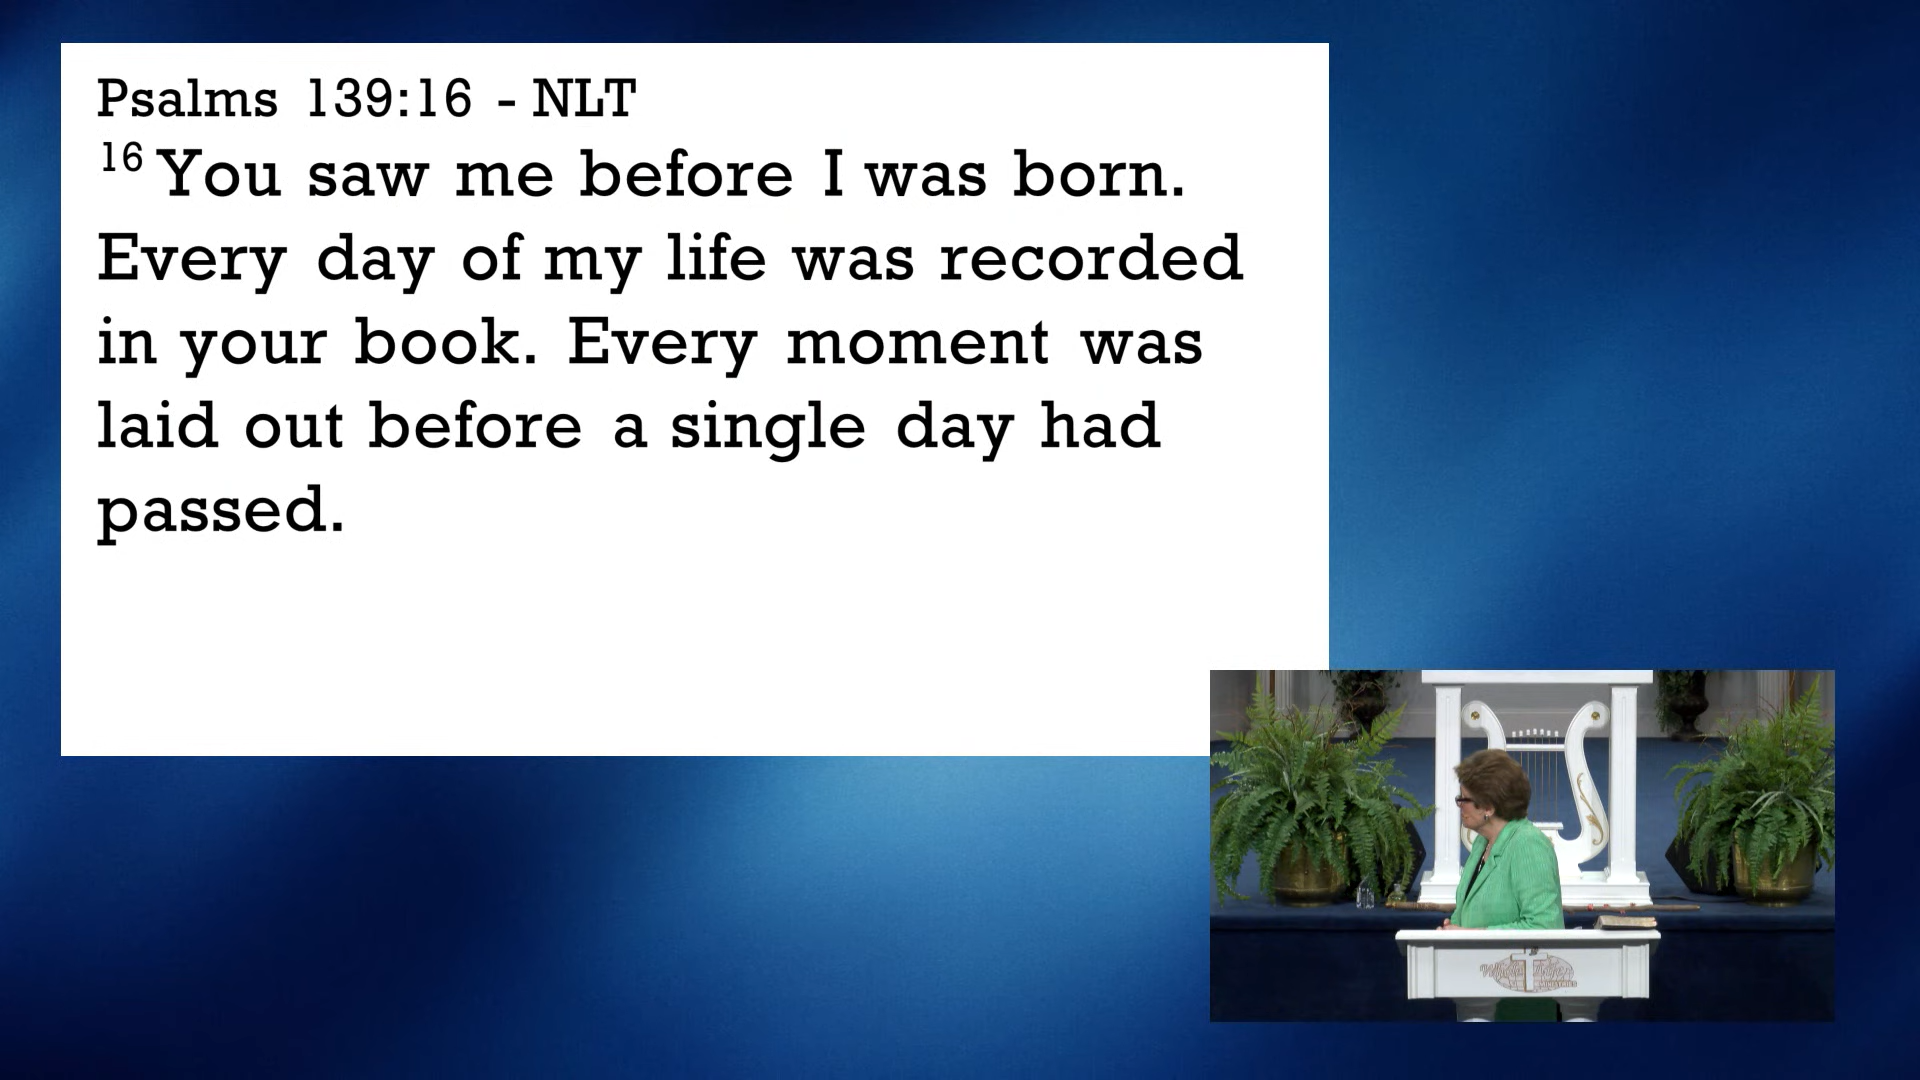 Psalms 139:16 - NLT
16 You saw me before I was born.
Every day of my life was recorded
in your book. Every moment was
laid out before a single day had
passed.
MINISTRIES